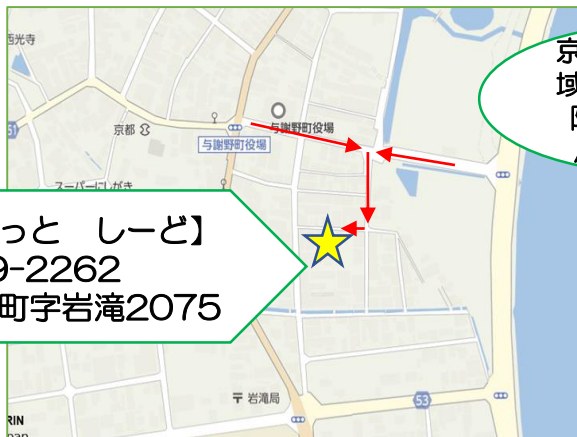 西光寺
京
域
与謝野町役場
京都
与謝野町役場
スーパーにしがき
っと しーど】
9-2262
町字岩滝2075
〒 岩滝局
53
RIN